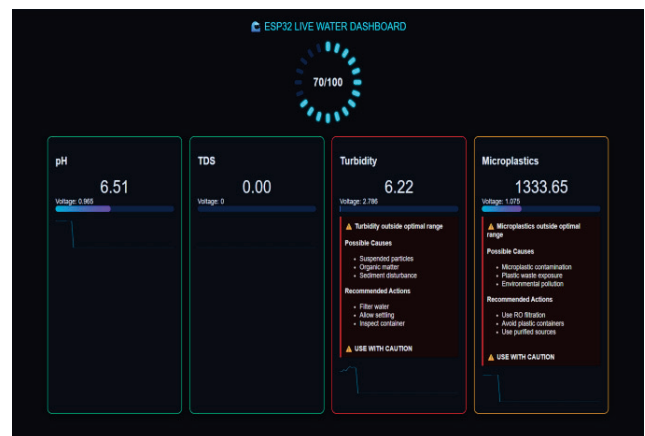 ESP32 LIVE WATER DASHBOARD
70/100
pH
6.51
Voltage: 0.965
TDS
0.00
Voltage: 0
Turbidity
6.22
Voltage: 2.786
⚠ Turbidity outside optimal range
Possible Causes
• Suspended particles
• Organic matter
• Sediment disturbance
Recommended Actions
• Filter water
• Allow settling
• Inspect container
⚠ USE WITH CAUTION
Microplastics
1333.65
Voltage: 1.075
⚠ Microplastics outside optimal
range
Possible Causes
• Microplastic contamination
• Plastic waste exposure
• Environmental pollution
Recommended Actions
• Use RO filtration
• Avoid plastic containers
• Use purified sources
⚠ USE WITH CAUTION